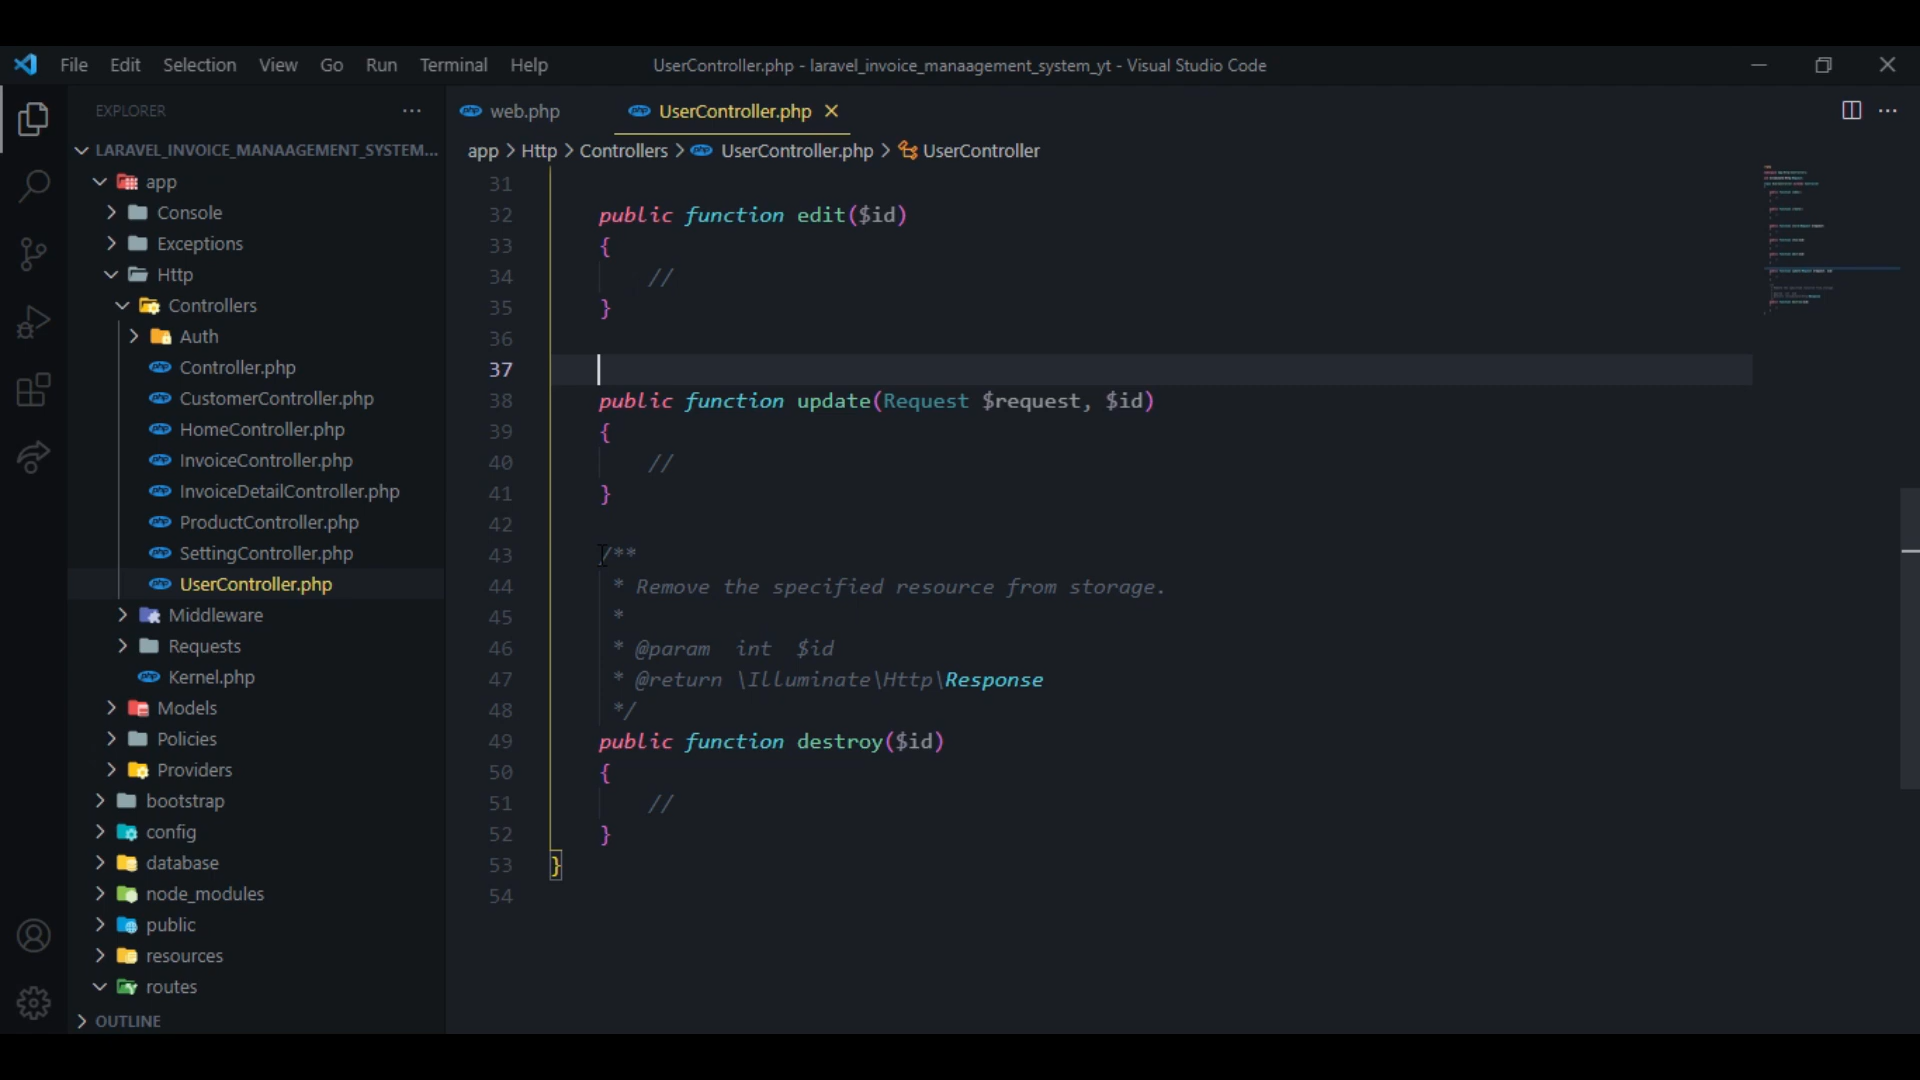 File Edit Selection View Go Run Terminal Help
UserController.php - laravel_invoice_manaagement_system_yt - Visual Studio Code
EXPLORER
LARAVEL_INVOICE_MANAAGEMENT_SYSTEM...
app
Console
Exceptions
Http
Controllers
Auth
Controller.php
CustomerController.php
HomeController.php
InvoiceController.php
InvoiceDetailController.php
ProductController.php
SettingController.php
UserController.php
Middleware
Requests
Kernel.php
Models
Policies
Providers
bootstrap
config
database
node_modules
public
resources
routes
OUTLINE
web.php
UserController.php
app > Http > Controllers > UserController.php > UserController
31
32 public function edit($id)
33 {
34 //
35 }
36
37
38 public function update(Request $request, $id)
39 {
40 //
41 }
42
43 /**
44 * Remove the specified resource from storage.
45 *
46 * @param  int  $id
47 * @return \Illuminate\Http\Response
48 */
49 public function destroy($id)
50 {
51 //
52 }
53 }
54